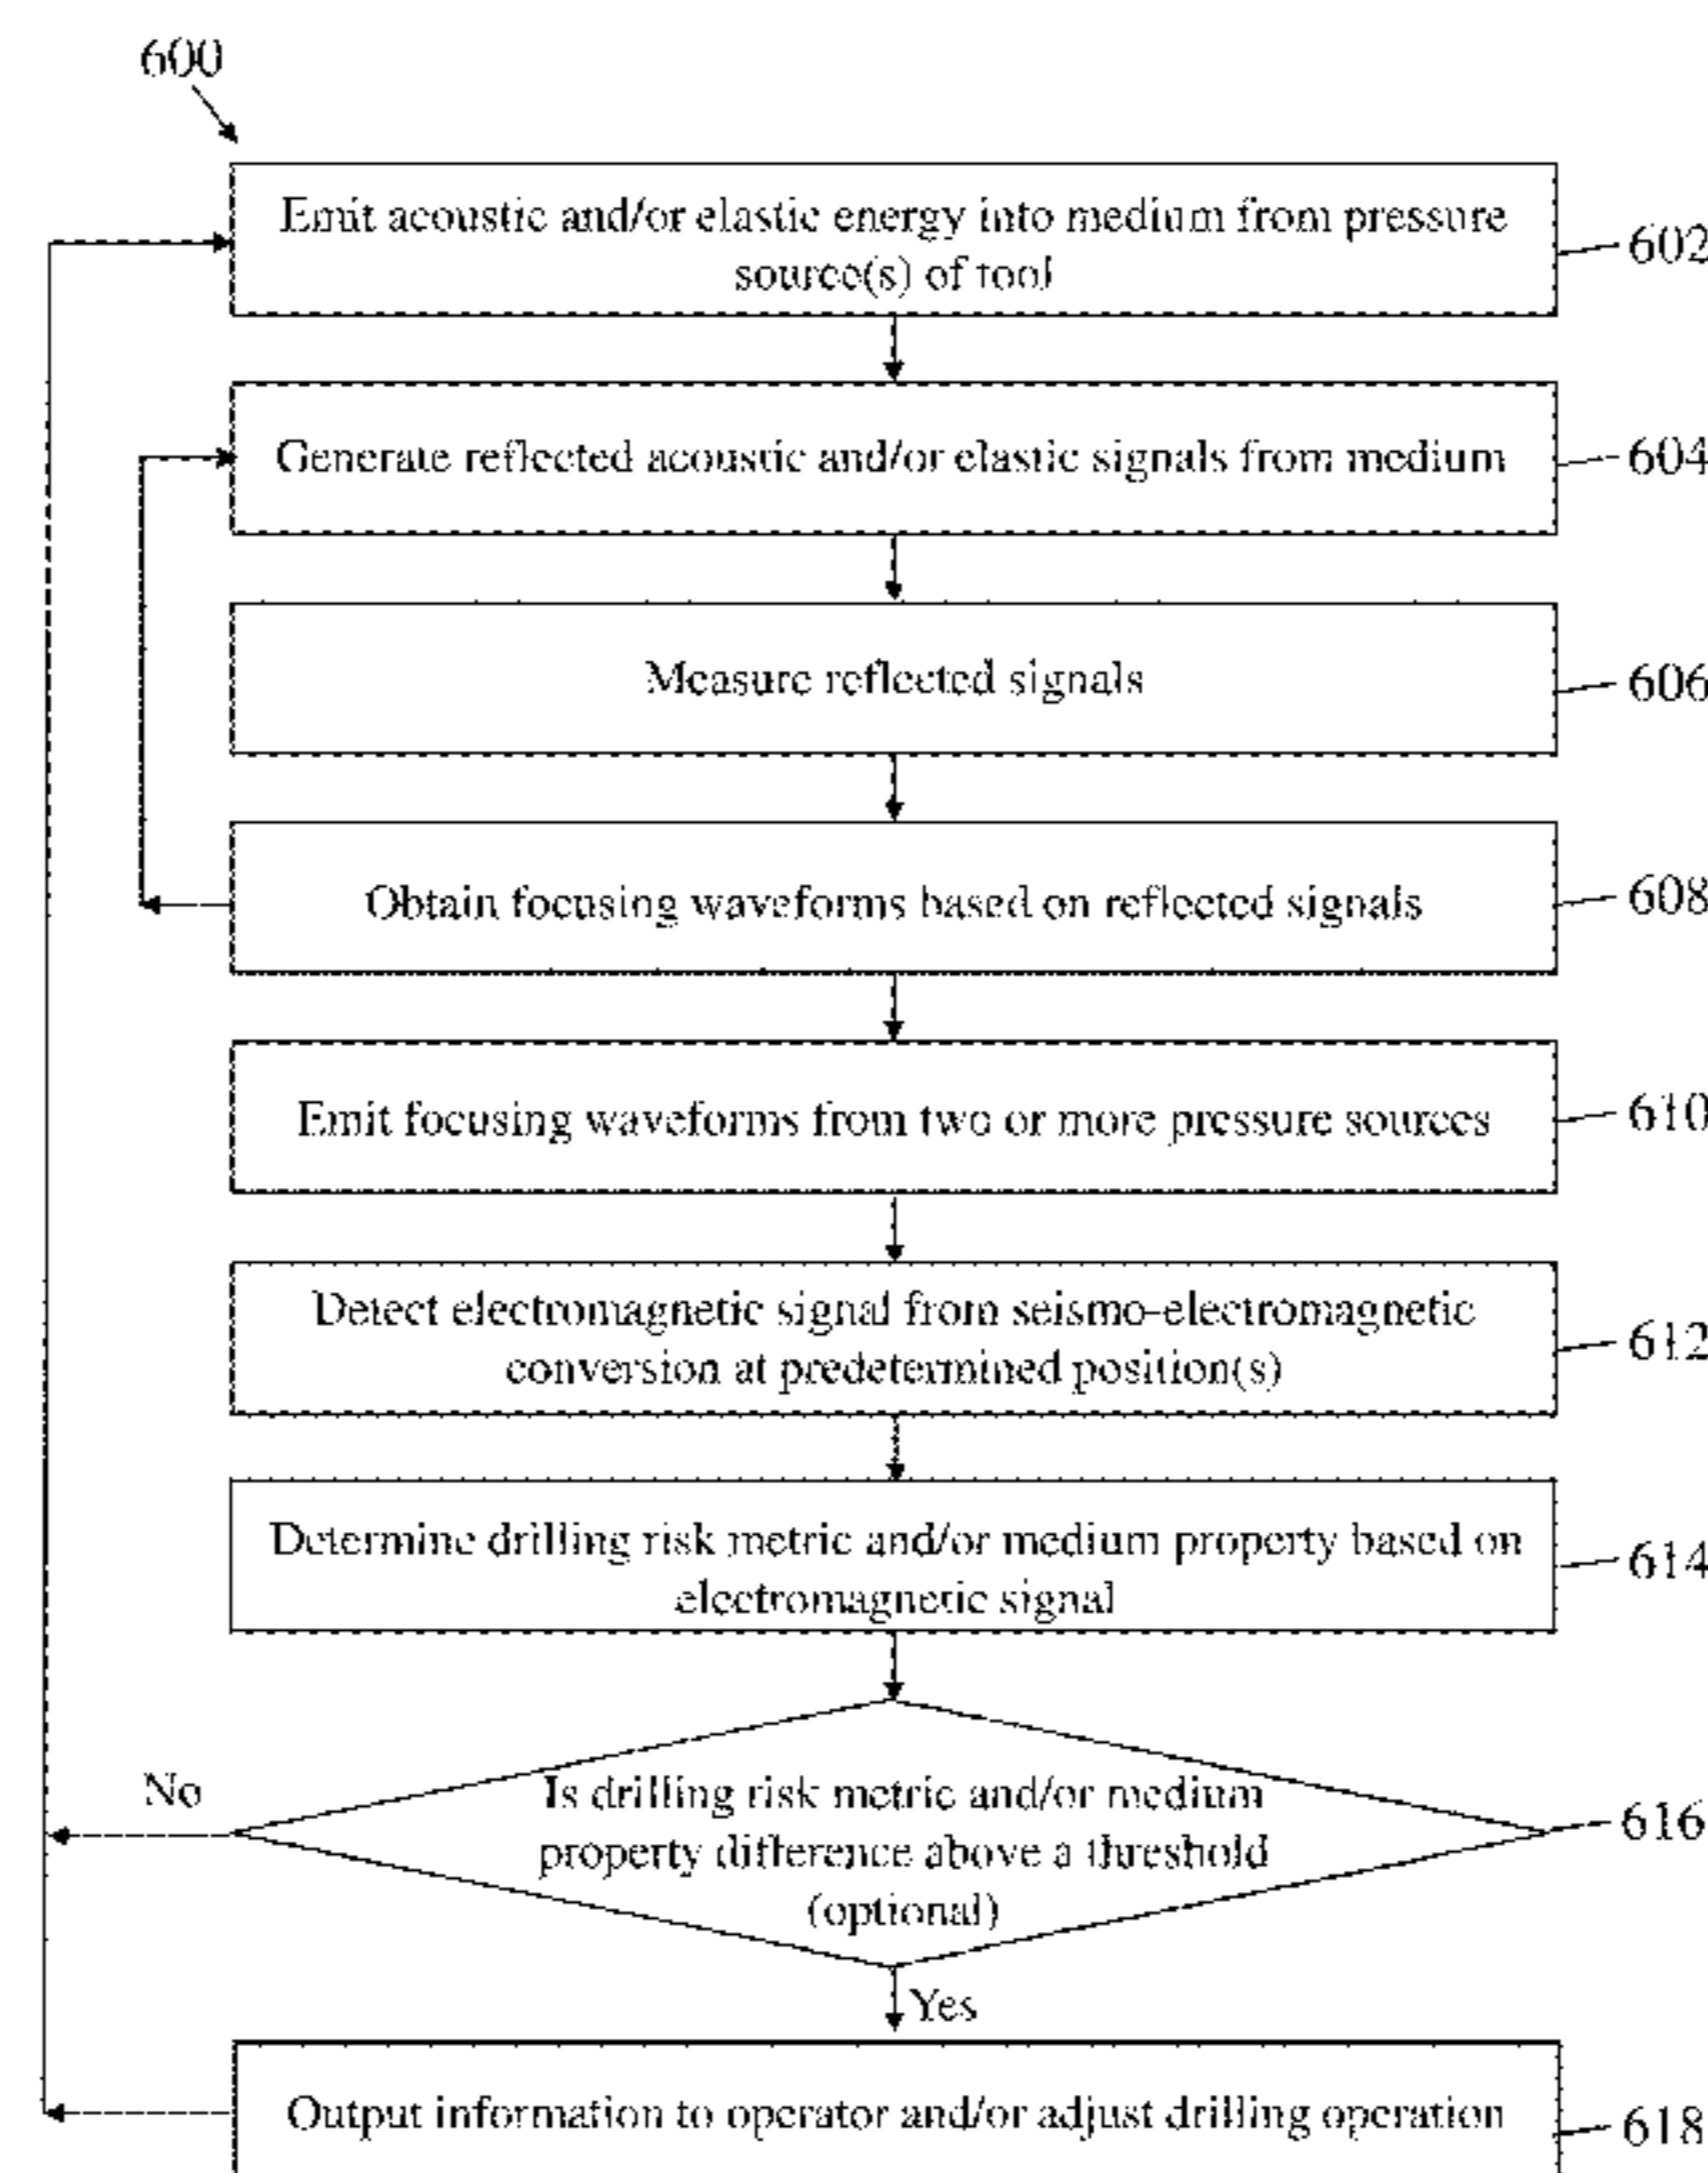 600
Emit acoustic and/or elastic energy into medium from pressure
source(s) of tool
602
Generate reflected acoustic and/or elastic signals from medium
604
Measure reflected signals
606
Obtain focusing waveforms based on reflected signals
608
Emit focusing waveforms from two or more pressure sources
610
Detect electromagnetic signal from seismo-electromagnetic
conversion at predetermined position(s)
612
Determine drilling risk metric and/or medium property based on
electromagnetic signal
614
No
Is drilling risk metric and/or medium
property difference above a threshold
(optional)
616
Yes
Output information to operator and/or adjust drilling operation
618